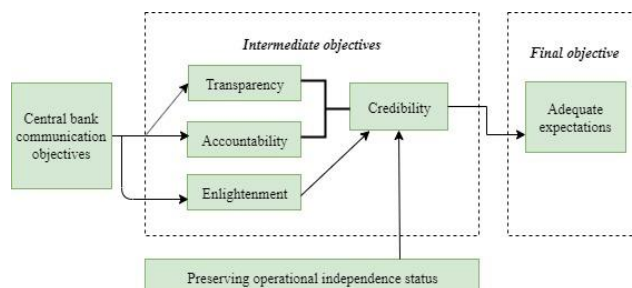 Intermediate objectives
Final objective
Transparency
Central bank
communication
objectives
Credibility
Adequate
expectations
Accountability
Enlightenment
Preserving operational independence status